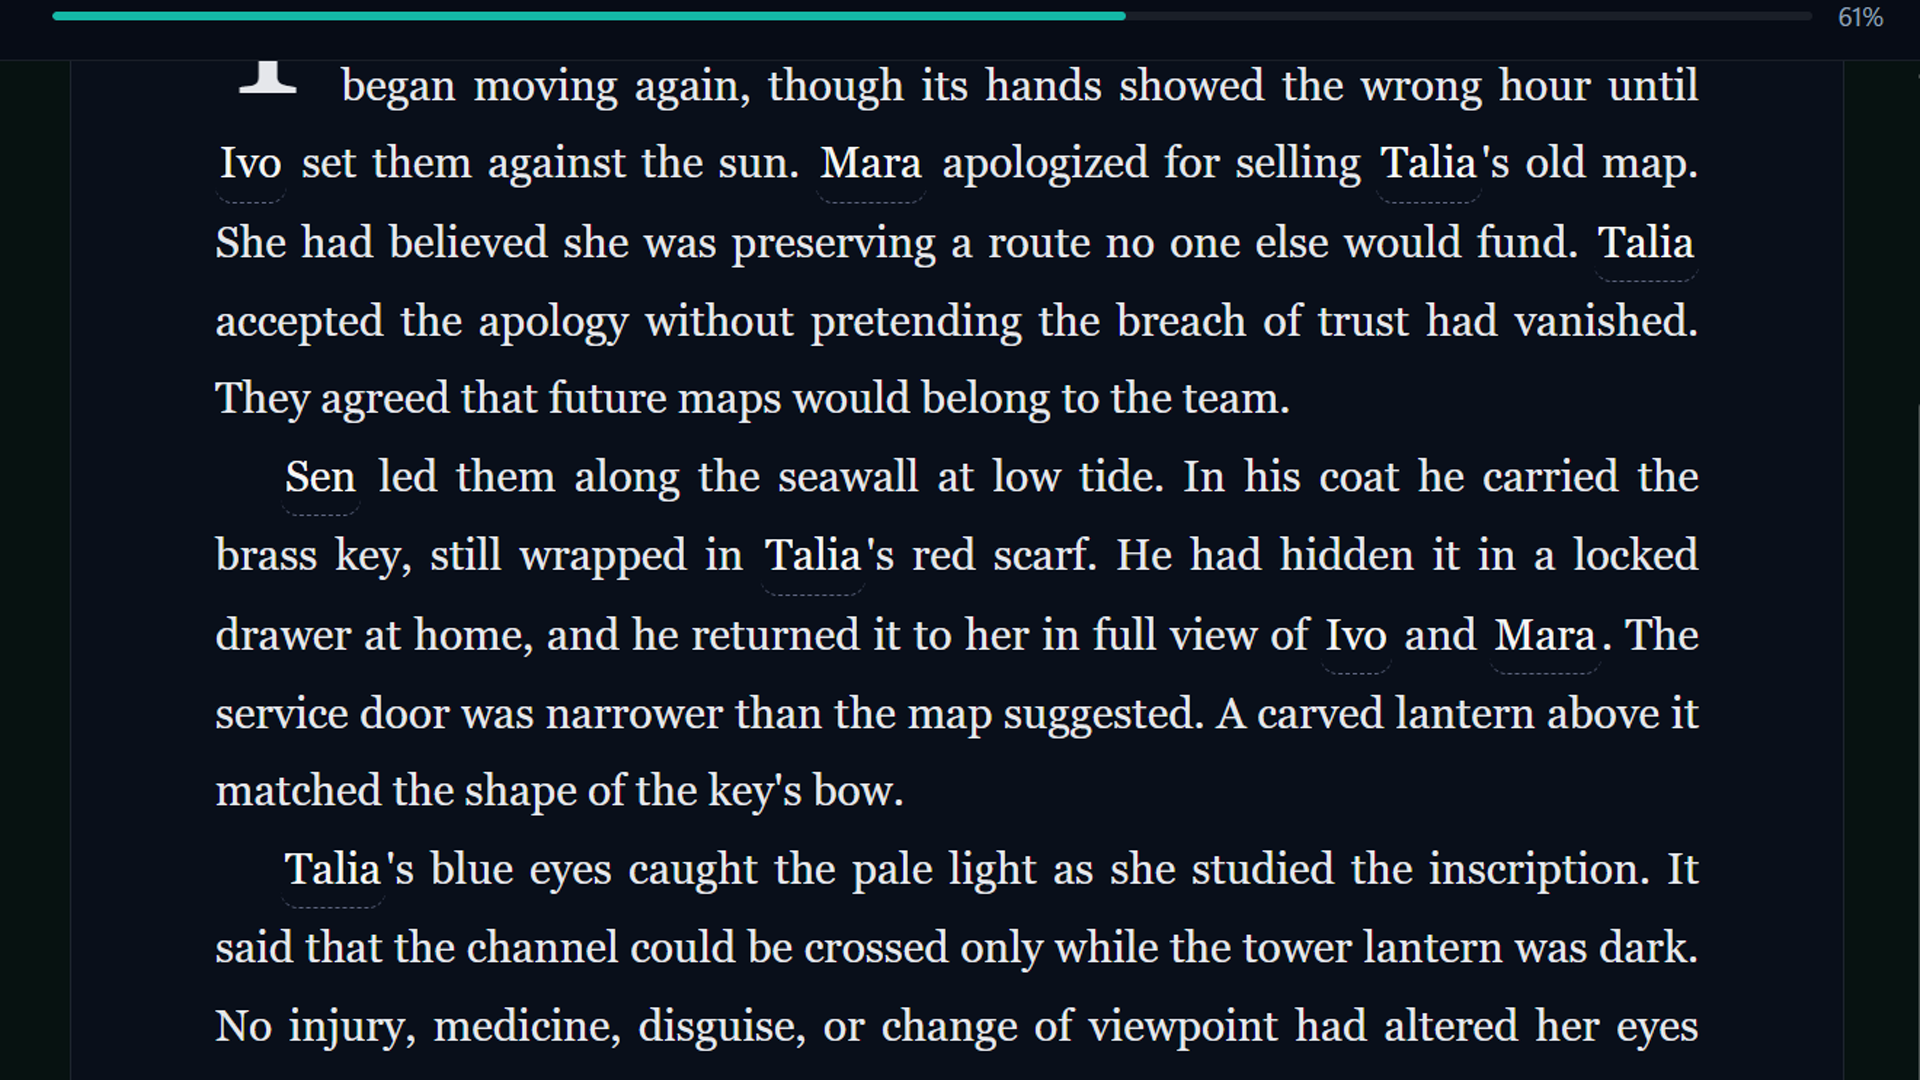 61%
began moving again, though its hands showed the wrong hour until
Ivo set them against the sun. Mara apologized for selling Talia's old map.
She had believed she was preserving a route no one else would fund. Talia
accepted the apology without pretending the breach of trust had vanished.
They agreed that future maps would belong to the team.
Sen led them along the seawall at low tide. In his coat he carried the
brass key, still wrapped in Talia's red scarf. He had hidden it in a locked
drawer at home, and he returned it to her in full view of Ivo and Mara. The
service door was narrower than the map suggested. A carved lantern above it
matched the shape of the key's bow.
Talia's blue eyes caught the pale light as she studied the inscription. It
said that the channel could be crossed only while the tower lantern was dark.
No injury, medicine, disguise, or change of viewpoint had altered her eyes